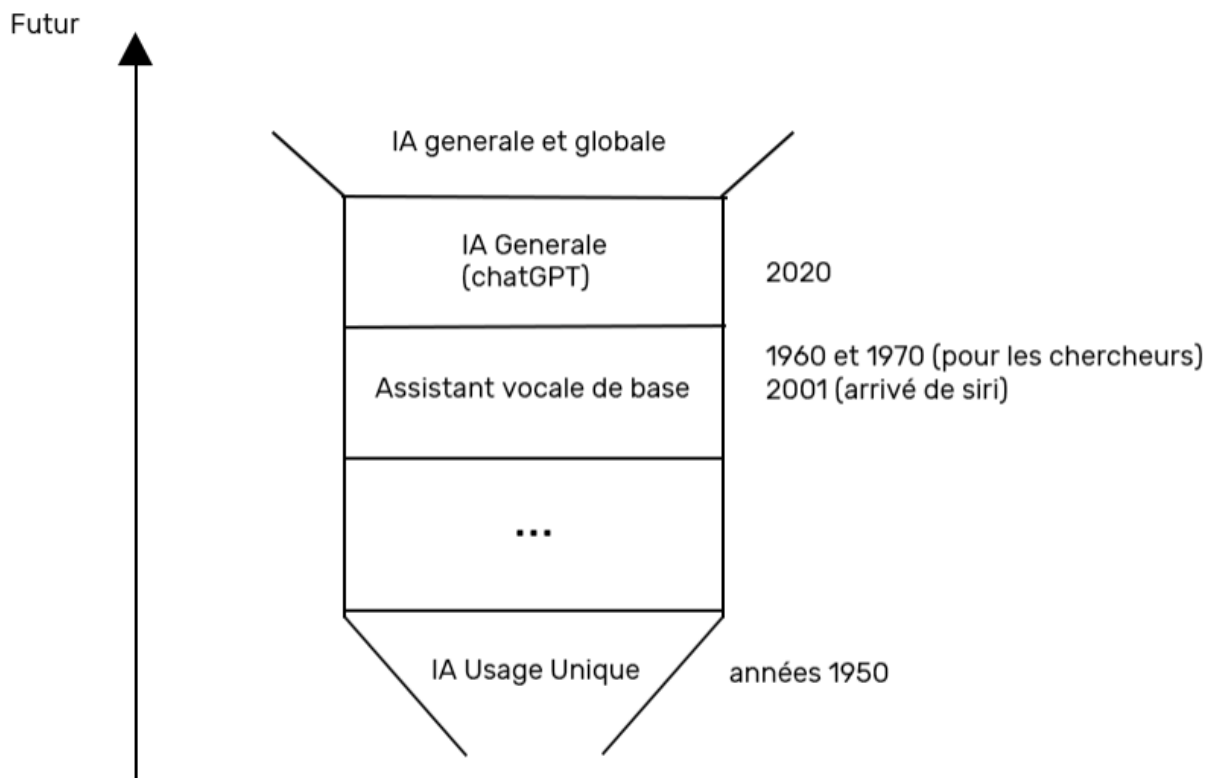 Futur
IA generale et globale
IA Generale
(chatGPT)
2020
1960 et 1970 (pour les chercheurs)
2001 (arrivé de siri)
Assistant vocale de base
...
IA Usage Unique
années 1950